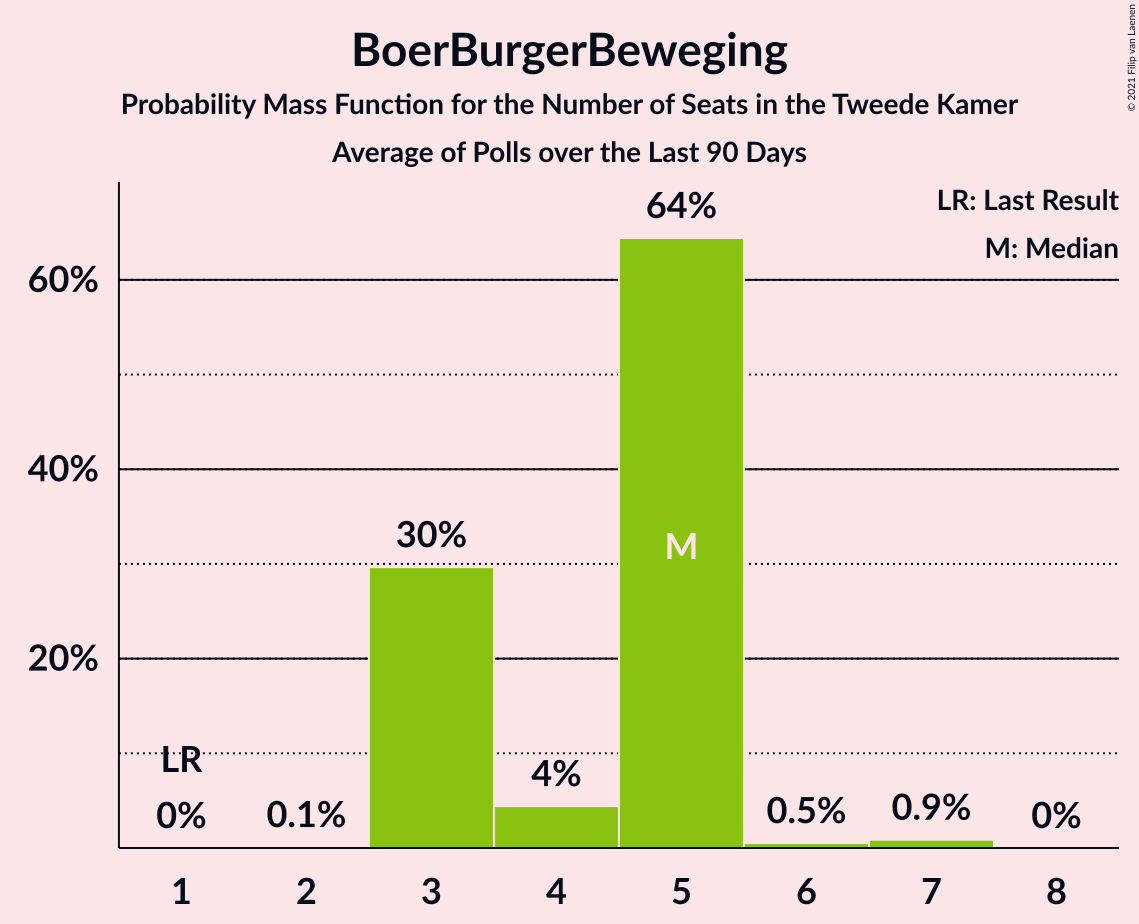 BoerBurgerBeweging
Probability Mass Function for the Number of Seats in the Tweede Kamer
Average of Polls over the Last 90 Days
© 2021 Filip van Laenen
LR: Last Result
M: Median
60%
40%
20%
LR
0%
0.1%
30%
4%
64%
M
0.5%
0.9%
0%
1 2 3 4 5 6 7 8